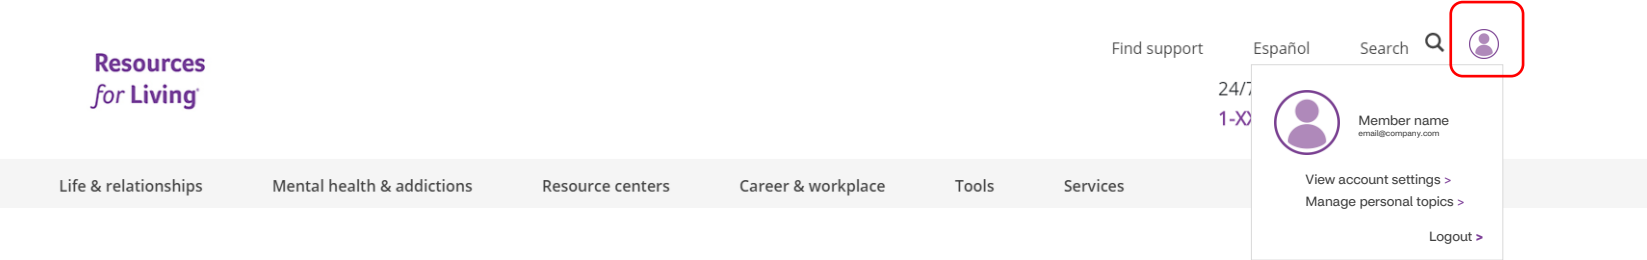 Find support
Español
Search
Resources
for Living
24/7
1-XX
Member name
email@company.com
Life & relationships
Mental health & addictions
Resource centers
Career & workplace
Tools
Services
View account settings >
Manage personal topics >
Logout >